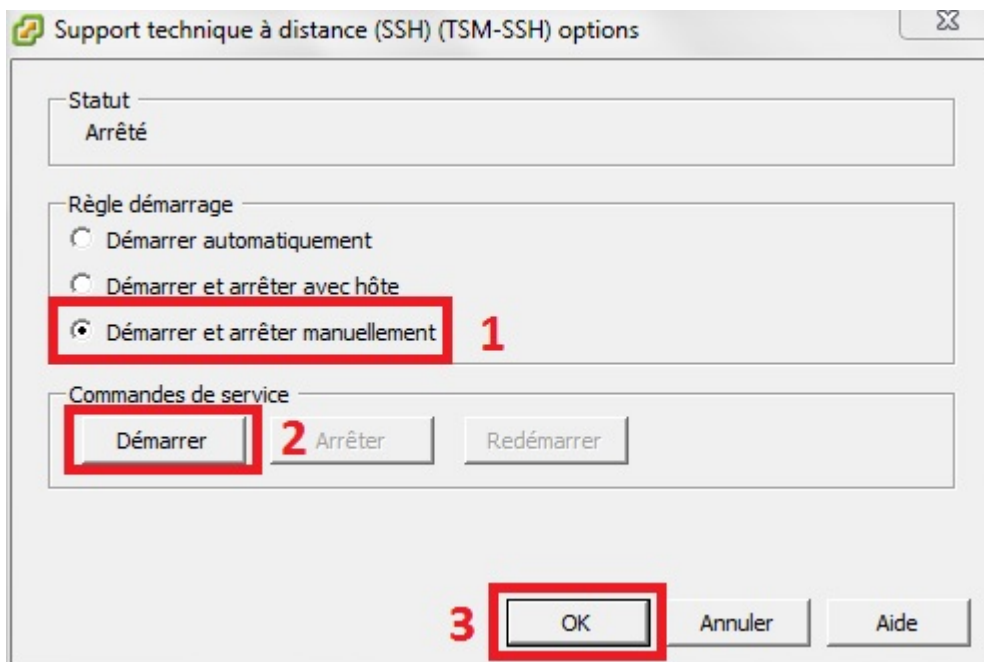 Support technique à distance (SSH) (TSM-SSH) options
Statut
Arrêté
Règle démarrage
Démarrer automatiquement
Démarrer et arrêter avec hôte
Démarrer et arrêter manuellement 1
Commandes de service
Démarrer 2 Arrêter Redémarrer
3 OK Annuler Aide